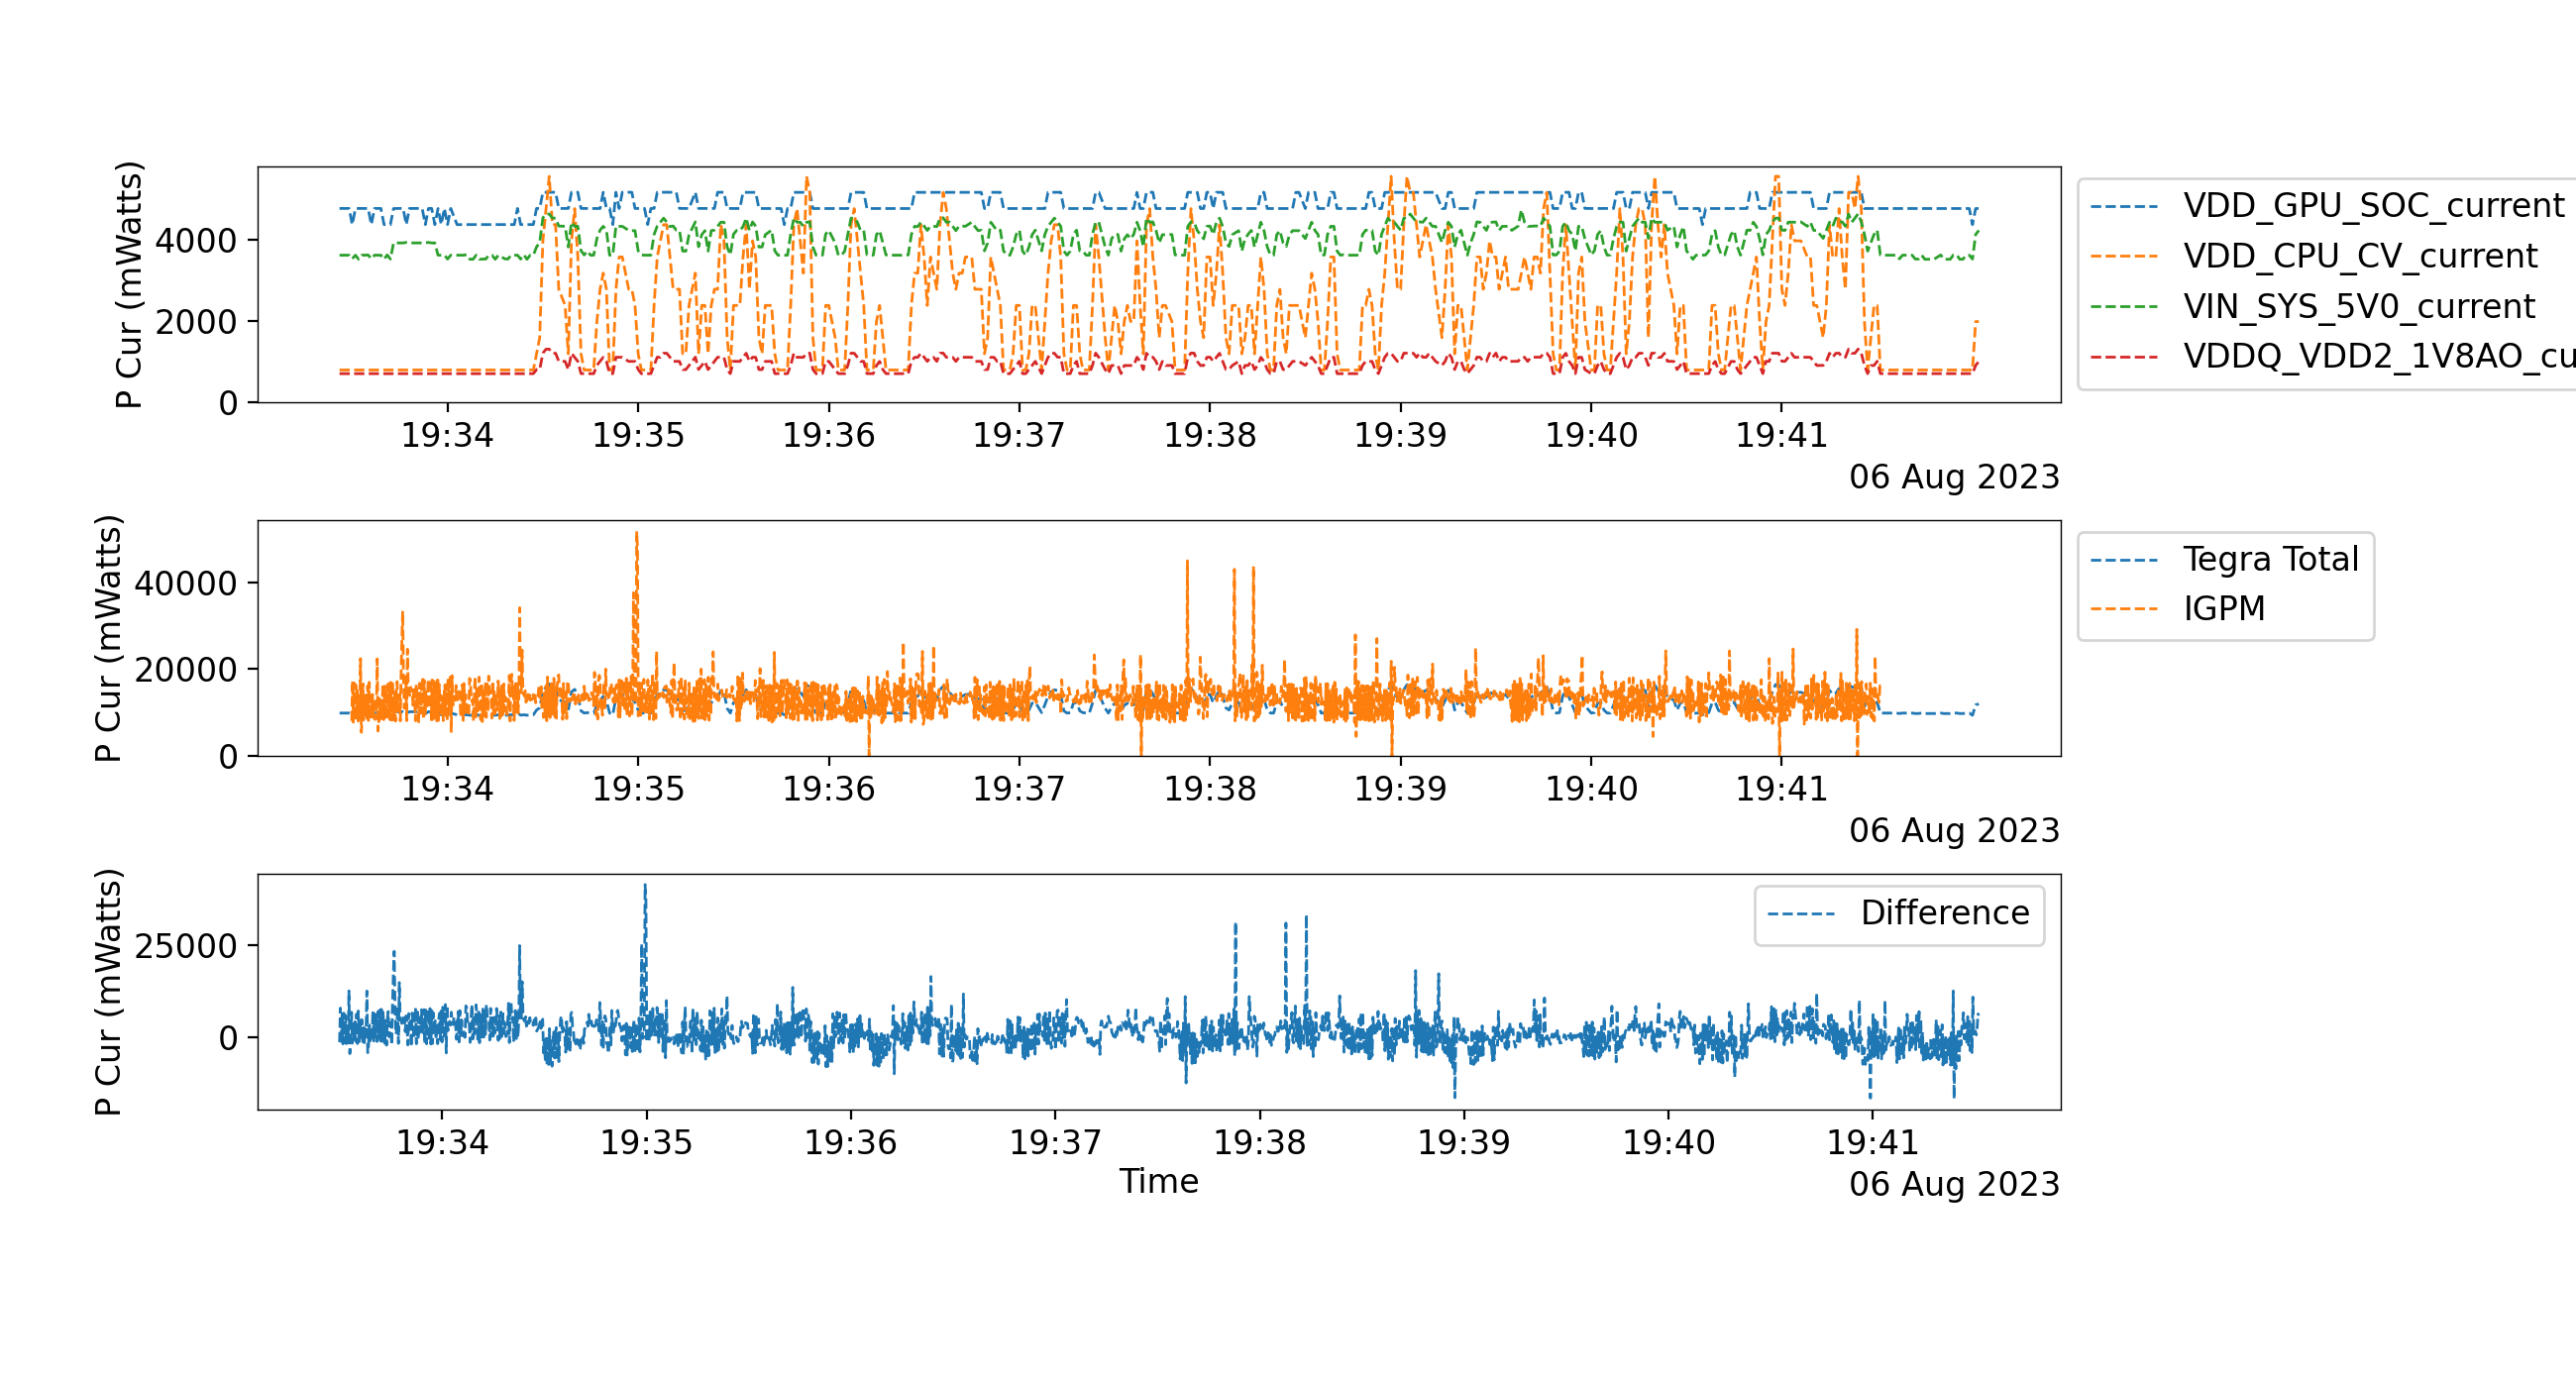 P Cur (mWatts)
4000
2000
0
19:34 19:35 19:36 19:37 19:38 19:39 19:40 19:41
06 Aug 2023
VDD_GPU_SOC_current
VDD_CPU_CV_current
VIN_SYS_5V0_current
VDDQ_VDD2_1V8AO_cu
P Cur (mWatts)
40000
20000
0
19:34 19:35 19:36 19:37 19:38 19:39 19:40 19:41
06 Aug 2023
Tegra Total
IGPM
P Cur (mWatts)
25000
0
Difference
19:34 19:35 19:36 19:37 19:38 19:39 19:40 19:41
Time
06 Aug 2023